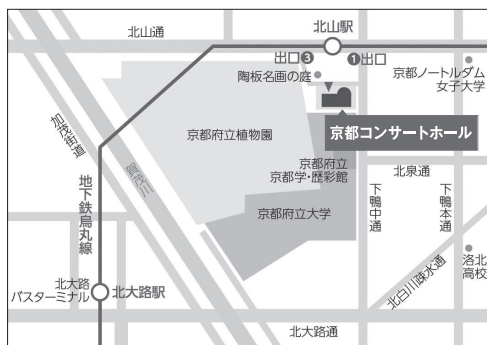 北山通
北山駅
出口❸
❶出口
陶板名画の庭
京都ノートルダム
女子大学
京都コンサートホール
加茂街道
賀茂川
京都府立植物園
京都府立
京都学・歴彩館
北泉通
地下鉄烏丸線
京都府立大学
下鴨中通
下鴨本通
洛北
高校
北白川疎水通
北大路
バスターミナル
北大路駅
北大路通